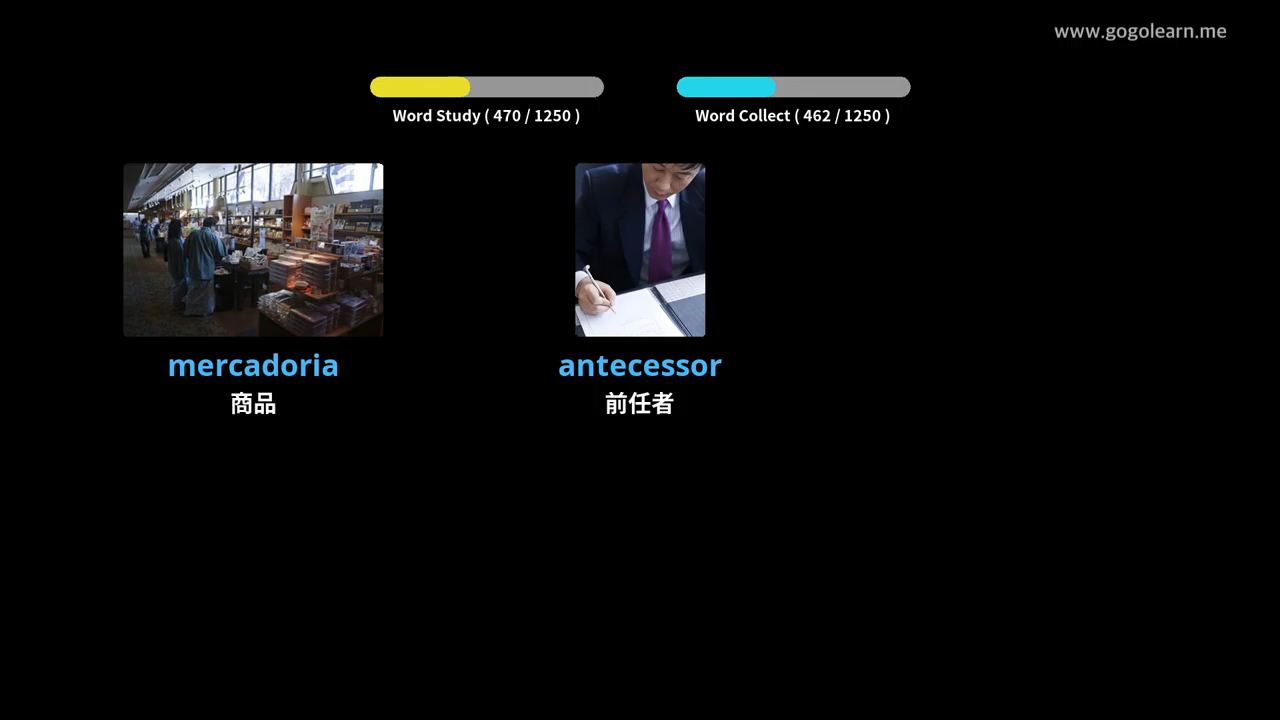 www.gogolearn.me
Word Study ( 470 / 1250 )
Word Collect ( 462 / 1250 )
mercadoria
商品
antecessor
前任者